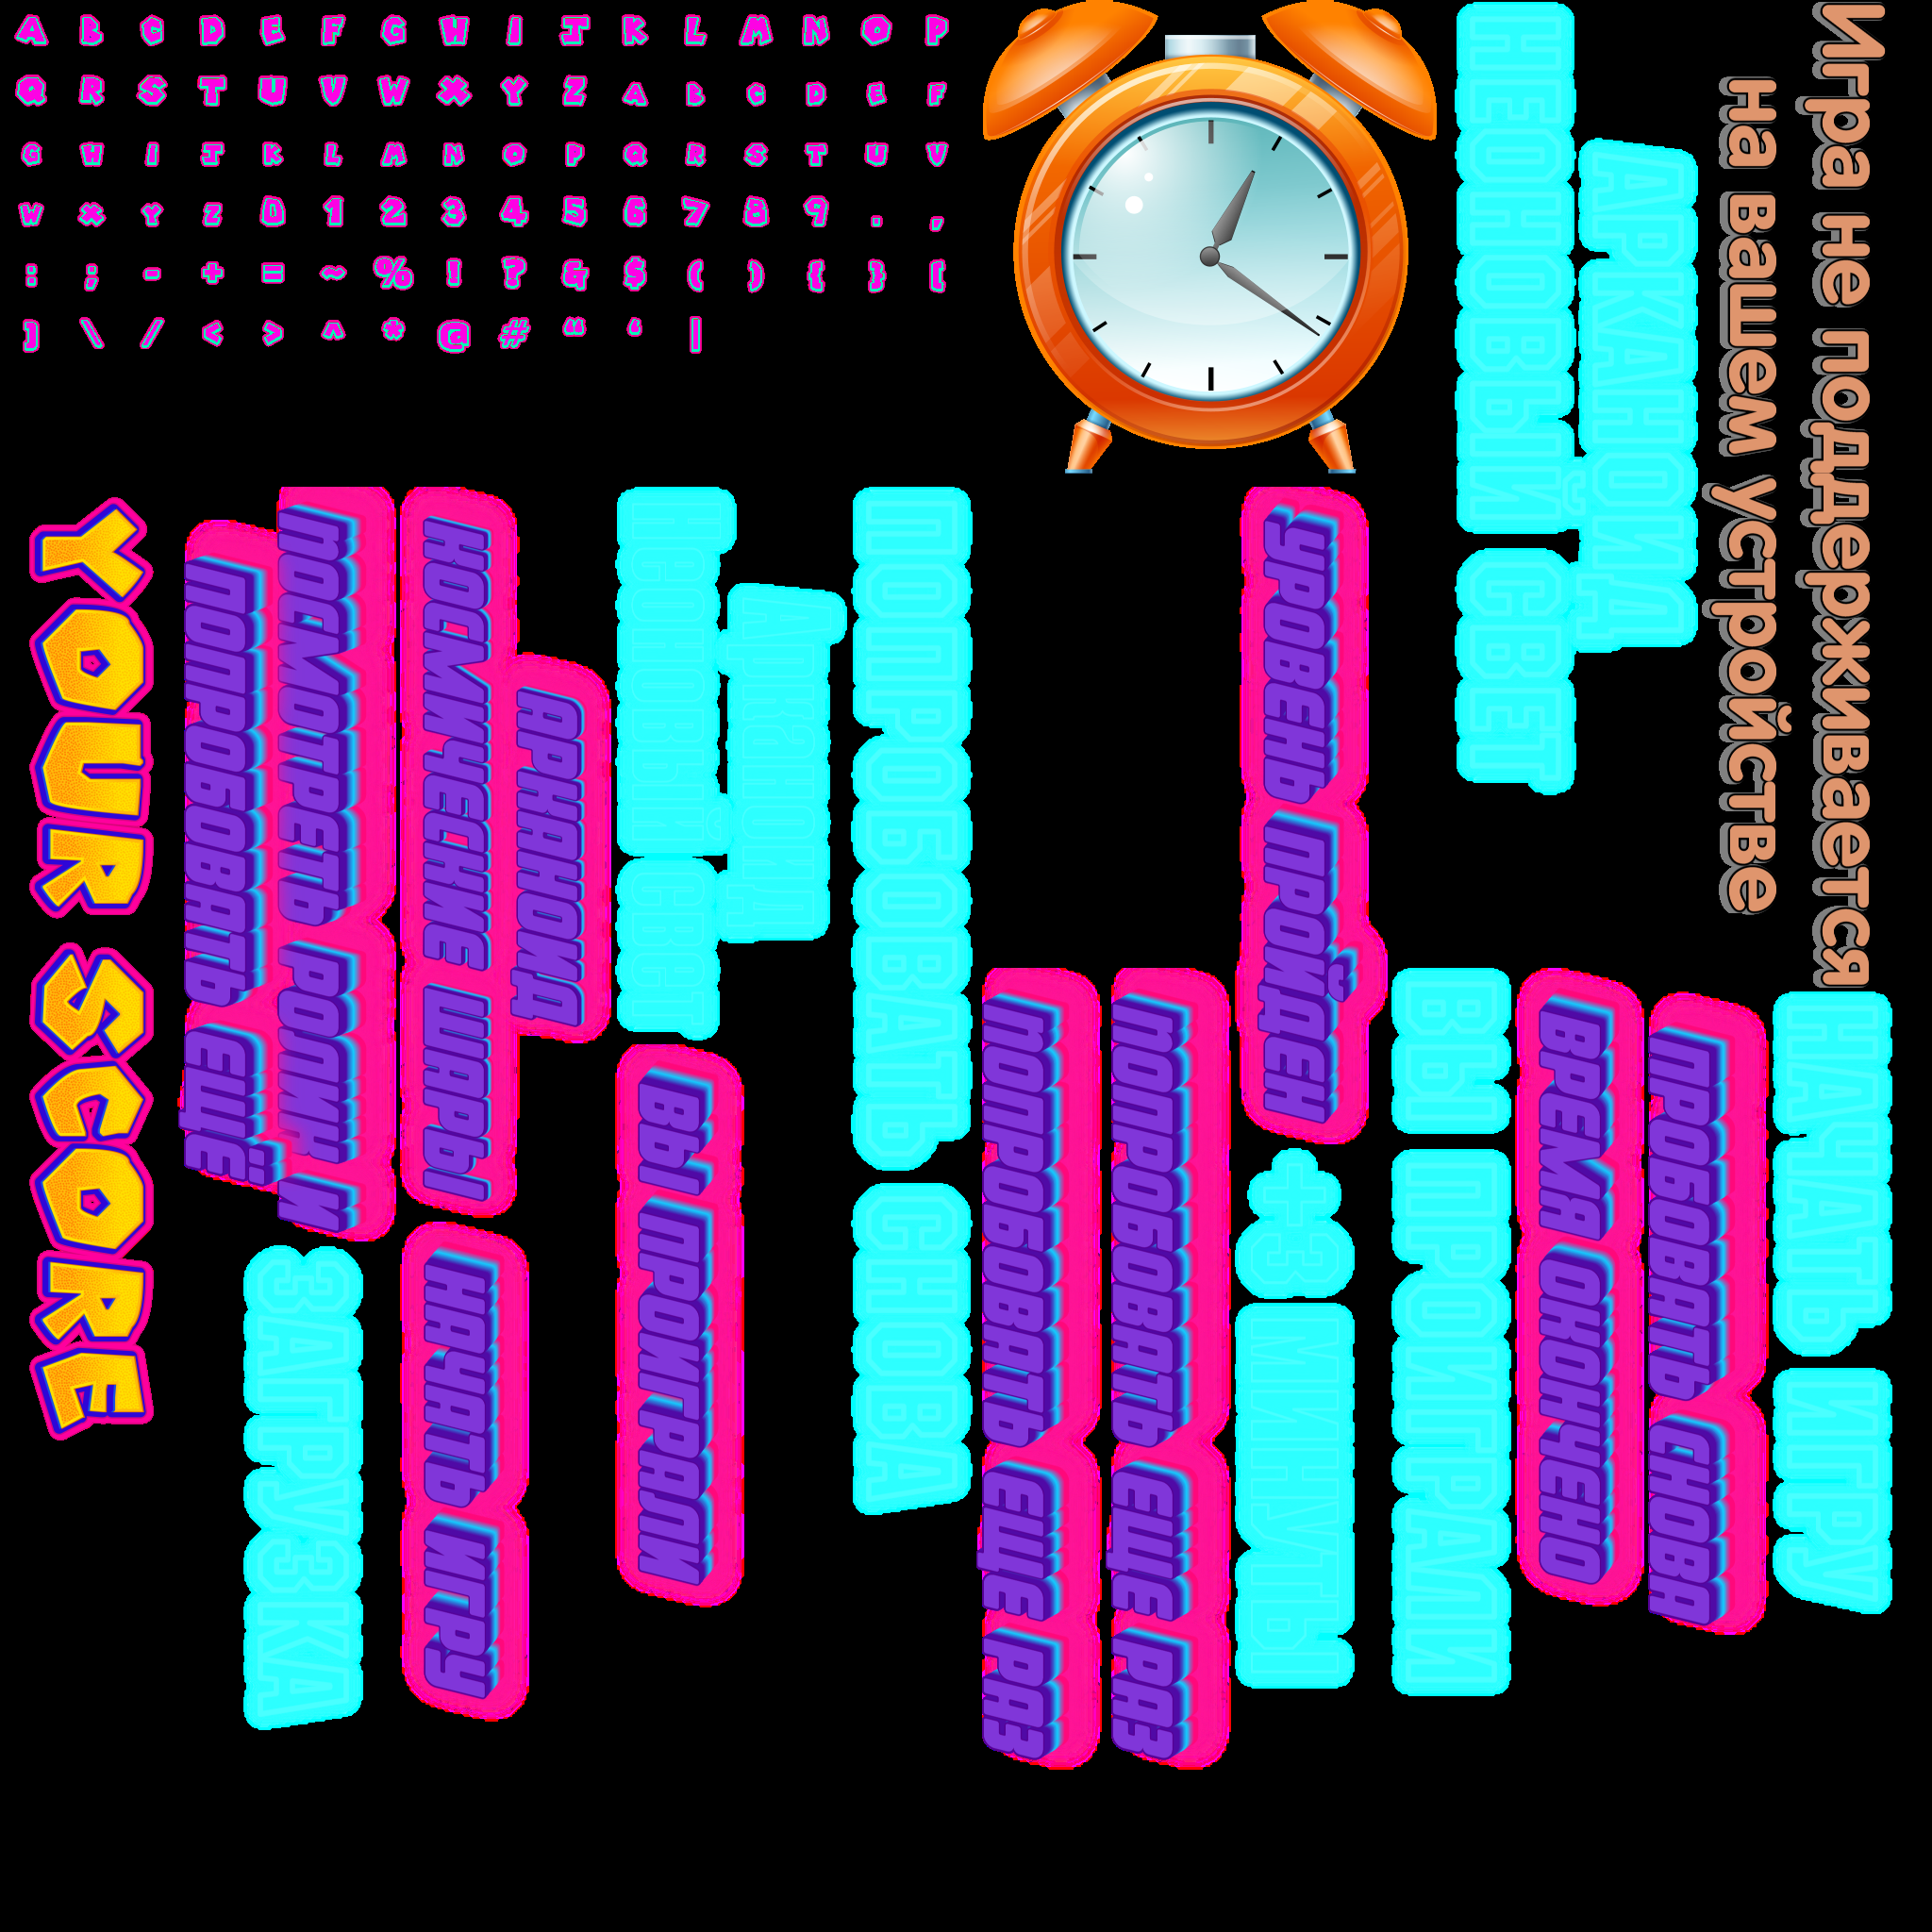 A B C D E F G W I J K L M N O P
Q R S T U V W X Y Z A B C D E F
G W I J K L M N O P Q R S T U V
W X Y Z 0 1 2 3 4 5 6 7 8 9 . ,
: ; - + = ~ % ! ? & $ ( ) { } [
] \ / < > ^ * @ # “ ‘ |
НЕОНОВЫЙ СВЕТ
АРКАНОИД
Игра не поддерживается
на вашем устройстве
YOUR SCORE
ПОСМОТРЕТЬ РОЛИК И
ПОПРОБОВАТЬ ЕЩЁ
АРКАНОИД
КОСМИЧЕСКИЕ ШАРЫ
АРКАНОИД
НЕОНОВЫЙ СВЕТ
ПОПРОБОВАТЬ СНОВА
УРОВЕНЬ ПРОЙДЕН
ЗАГРУЗКА
НАЧАТЬ ИГРУ
ВЫ ПРОИГРАЛИ
ПОПРОБОВАТЬ ЕЩЕ РАЗ
ПОПРОБОВАТЬ ЕЩЕ РАЗ
+3 МИНУТЫ
ВЫ ПРОИГРАЛИ
ВРЕМЯ ОКОНЧЕНО
ПРОБОВАТЬ СНОВА
НАЧАТЬ ИГРУ